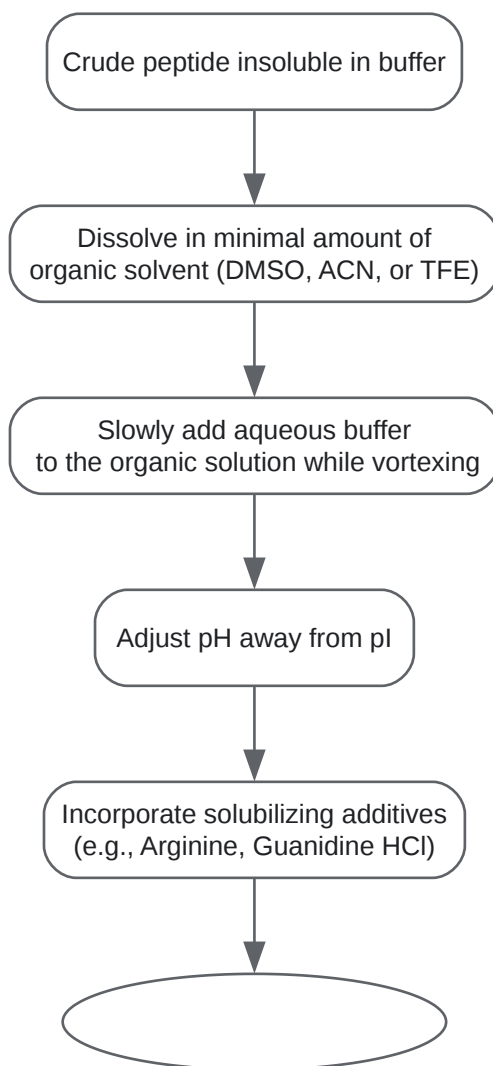 Crude peptide insoluble in buffer
Dissolve in minimal amount of
organic solvent (DMSO, ACN, or TFE)
Slowly add aqueous buffer
to the organic solution while vortexing
Adjust pH away from pI
Incorporate solubilizing additives
(e.g., Arginine, Guanidine HCl)